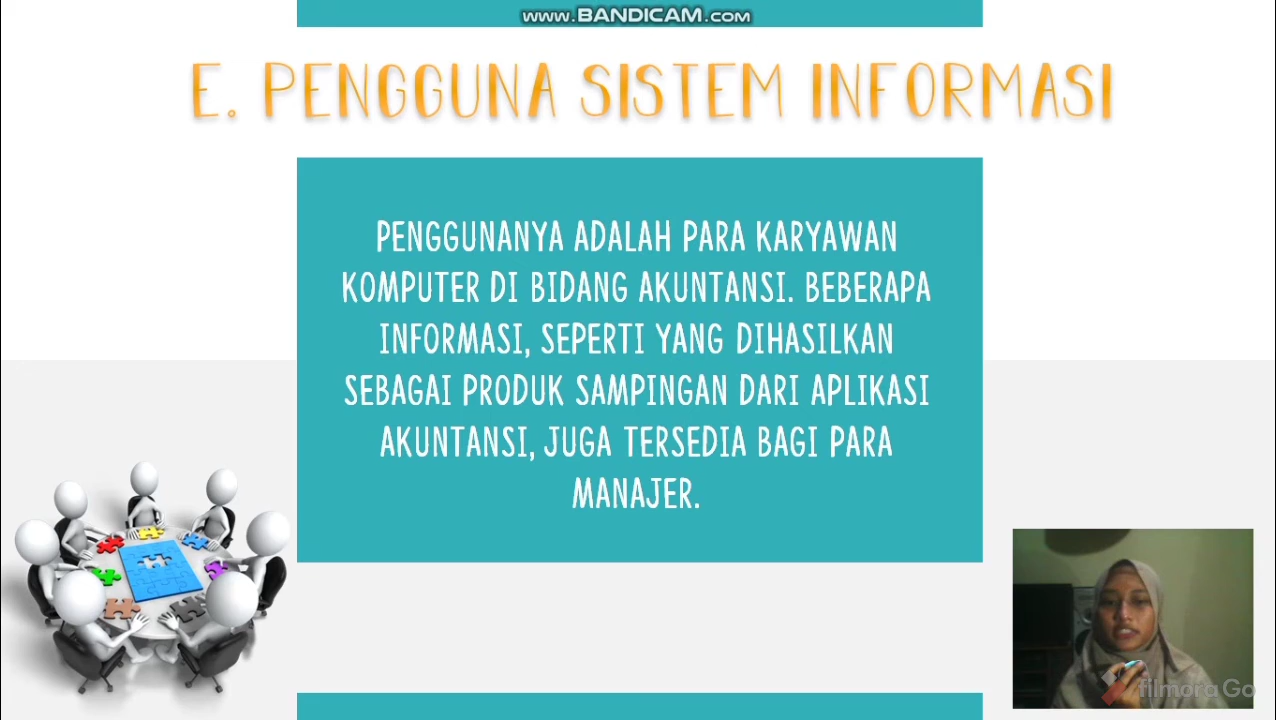 www.BANDICAM.com
E. PENGGUNA SISTEM INFORMASI
PENGGUNANYA ADALAH PARA KARYAWAN
KOMPUTER DI BIDANG AKUNTANSI. BEBERAPA
INFORMASI, SEPERTI YANG DIHASILKAN
SEBAGAI PRODUK SAMPINGAN DARI APLIKASI
AKUNTANSI, JUGA TERSEDIA BAGI PARA
MANAJER.
filmora Go